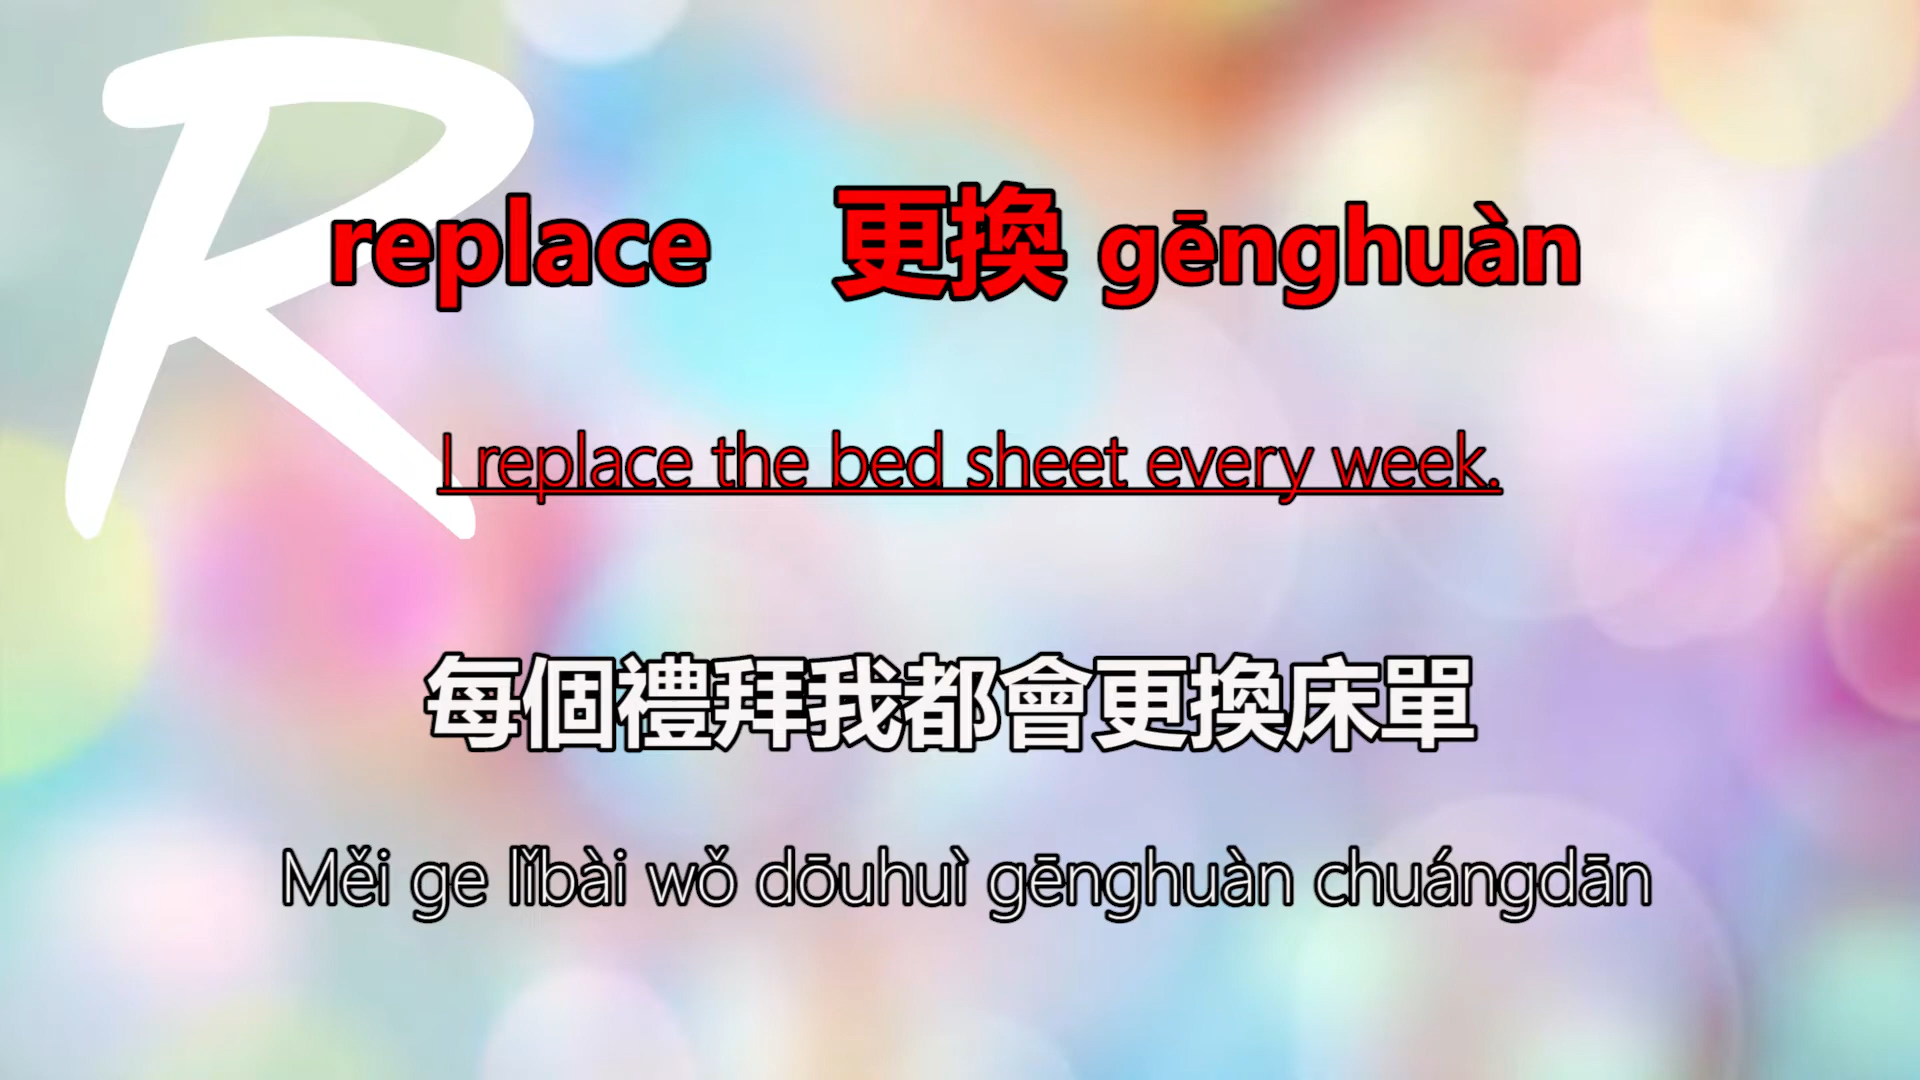 R
replace 更換 gēnghuàn
I replace the bed sheet every week.
每個禮拜我都會更換床單
Měi ge lǐbài wǒ dōuhuì gēnghuàn chuángdān